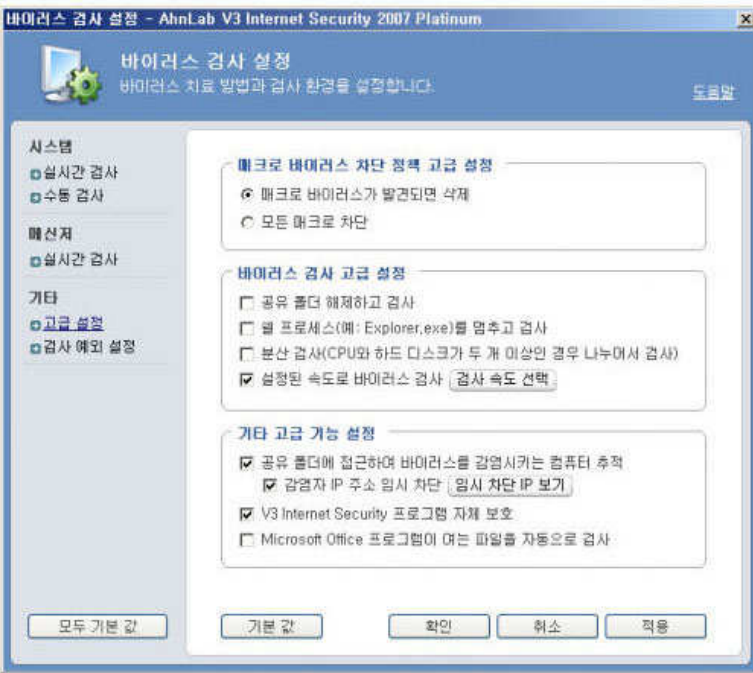 바이러스 검사 설정 - AhnLab V3 Internet Security 2007 Platinum
바이러스 검사 설정
바이러스 치료 방법과 검사 환경을 설정합니다.
도움말
시스템
실시간 검사
수동 검사
메신저
실시간 검사
기타
고급 설정
검사 예외 설정
매크로 바이러스 차단 정책 고급 설정
매크로 바이러스가 발견되면 삭제
모든 매크로 차단
바이러스 검사 고급 설정
공유 폴더 해제하고 검사
쉘 프로세스(예: Explorer.exe)를 멈추고 검사
분산 검사(CPU와 하드 디스크가 두 개 이상인 경우 나누어서 검사)
설정된 속도로 바이러스 검사 검사 속도 선택
기타 고급 기능 설정
공유 폴더에 접근하여 바이러스를 감염시키는 컴퓨터 추적
감염자 IP 주소 임시 차단 임시 차단 IP 보기
V3 Internet Security 프로그램 자체 보호
Microsoft Office 프로그램이 여는 파일을 자동으로 검사
모두 기본 값 기본 값 확인 취소 적용